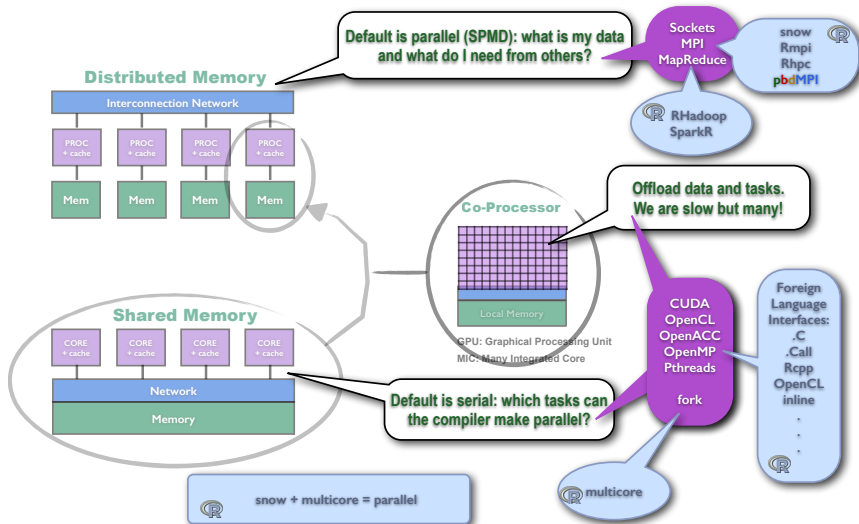 Default is parallel (SPMD): what is my data
and what do I need from others?
Sockets
MPI
MapReduce
R
snow
Rmpi
Rhpc
pbdMPI
R
RHadoop
SparkR
Distributed Memory
Interconnection Network
PROC
+ cache
PROC
+ cache
PROC
+ cache
PROC
+ cache
Mem
Mem
Mem
Mem
Offload data and tasks.
We are slow but many!
Co-Processor
Local Memory
GPU: Graphical Processing Unit
MIC: Many Integrated Core
CUDA
OpenCL
OpenACC
OpenMP
Pthreads
fork
Foreign
Language
Interfaces:
.C
.Call
Rcpp
OpenCL
inline
.
.
.
R
Shared Memory
CORE
+ cache
CORE
+ cache
CORE
+ cache
CORE
+ cache
Network
Memory
Default is serial: which tasks can
the compiler make parallel?
R
multicore
R
snow + multicore = parallel